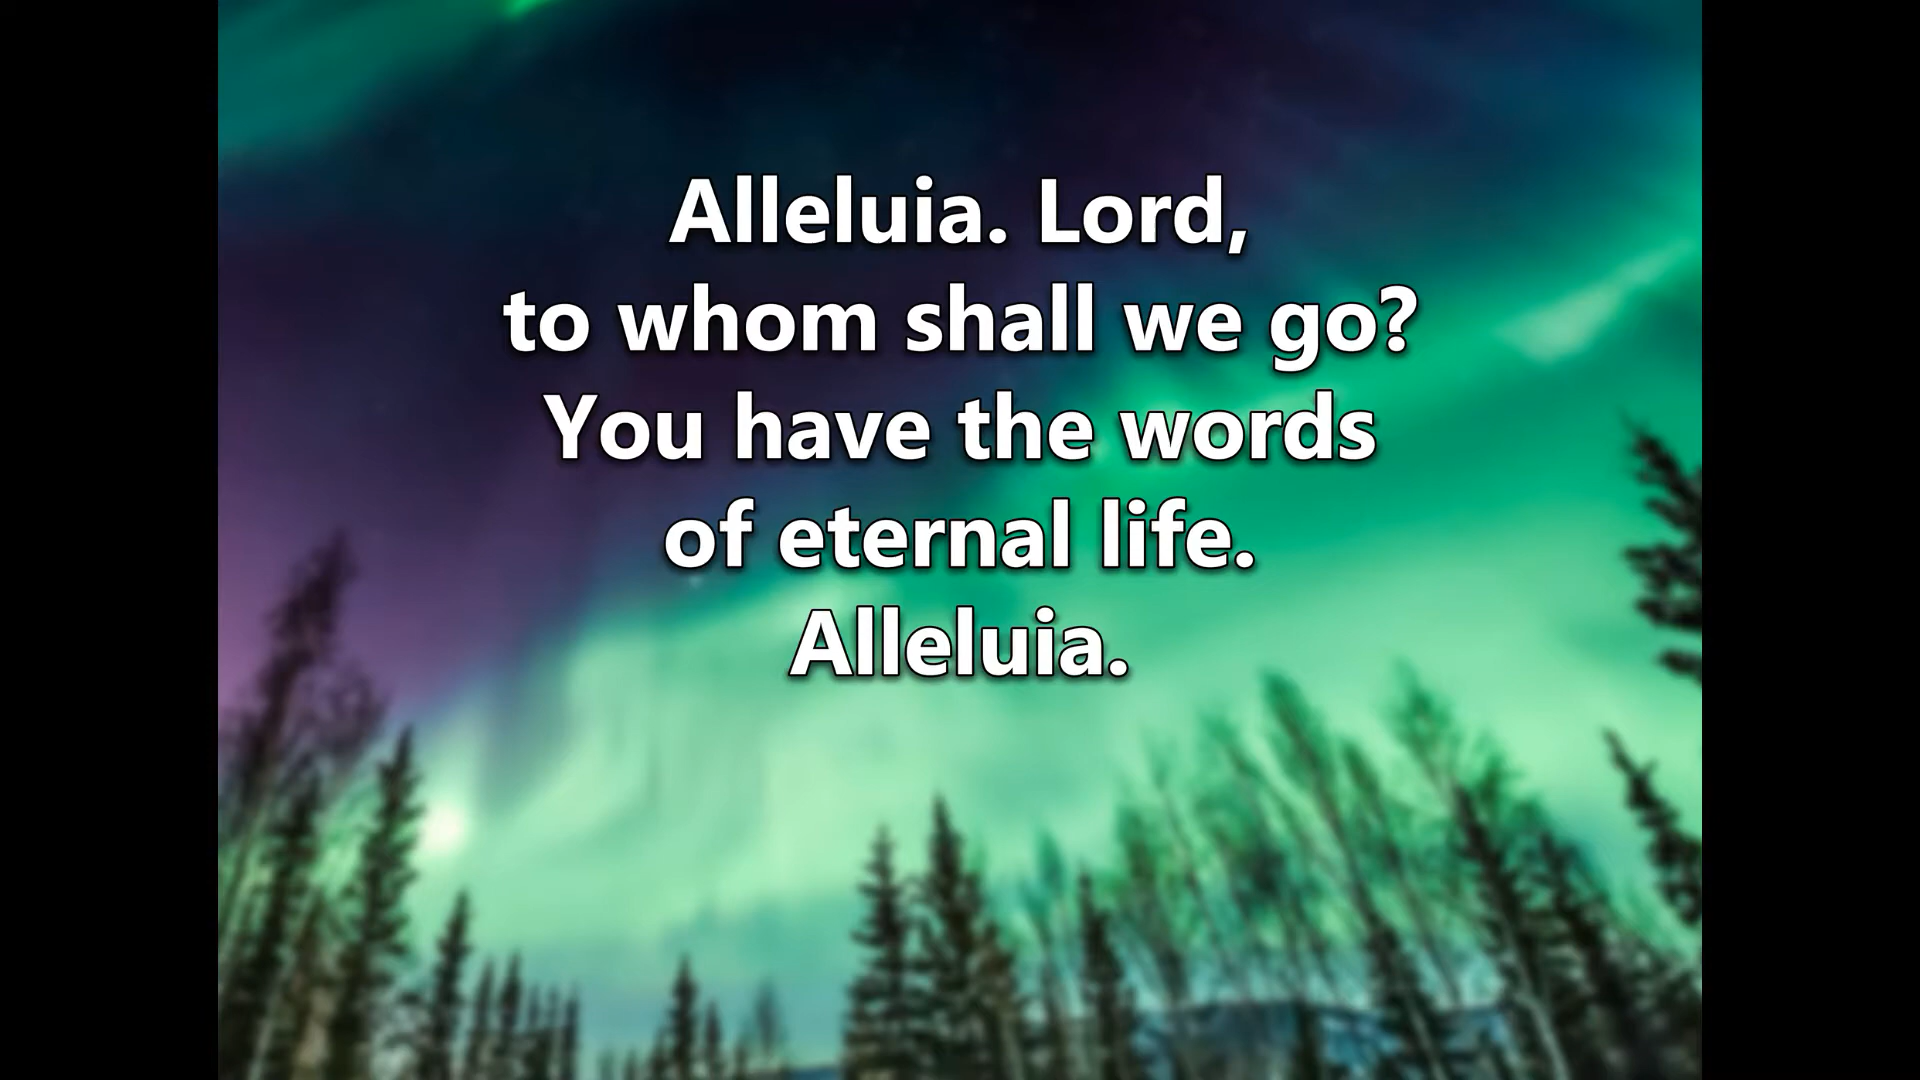 Alleluia. Lord,
to whom shall we go?
You have the words
of eternal life.
Alleluia.